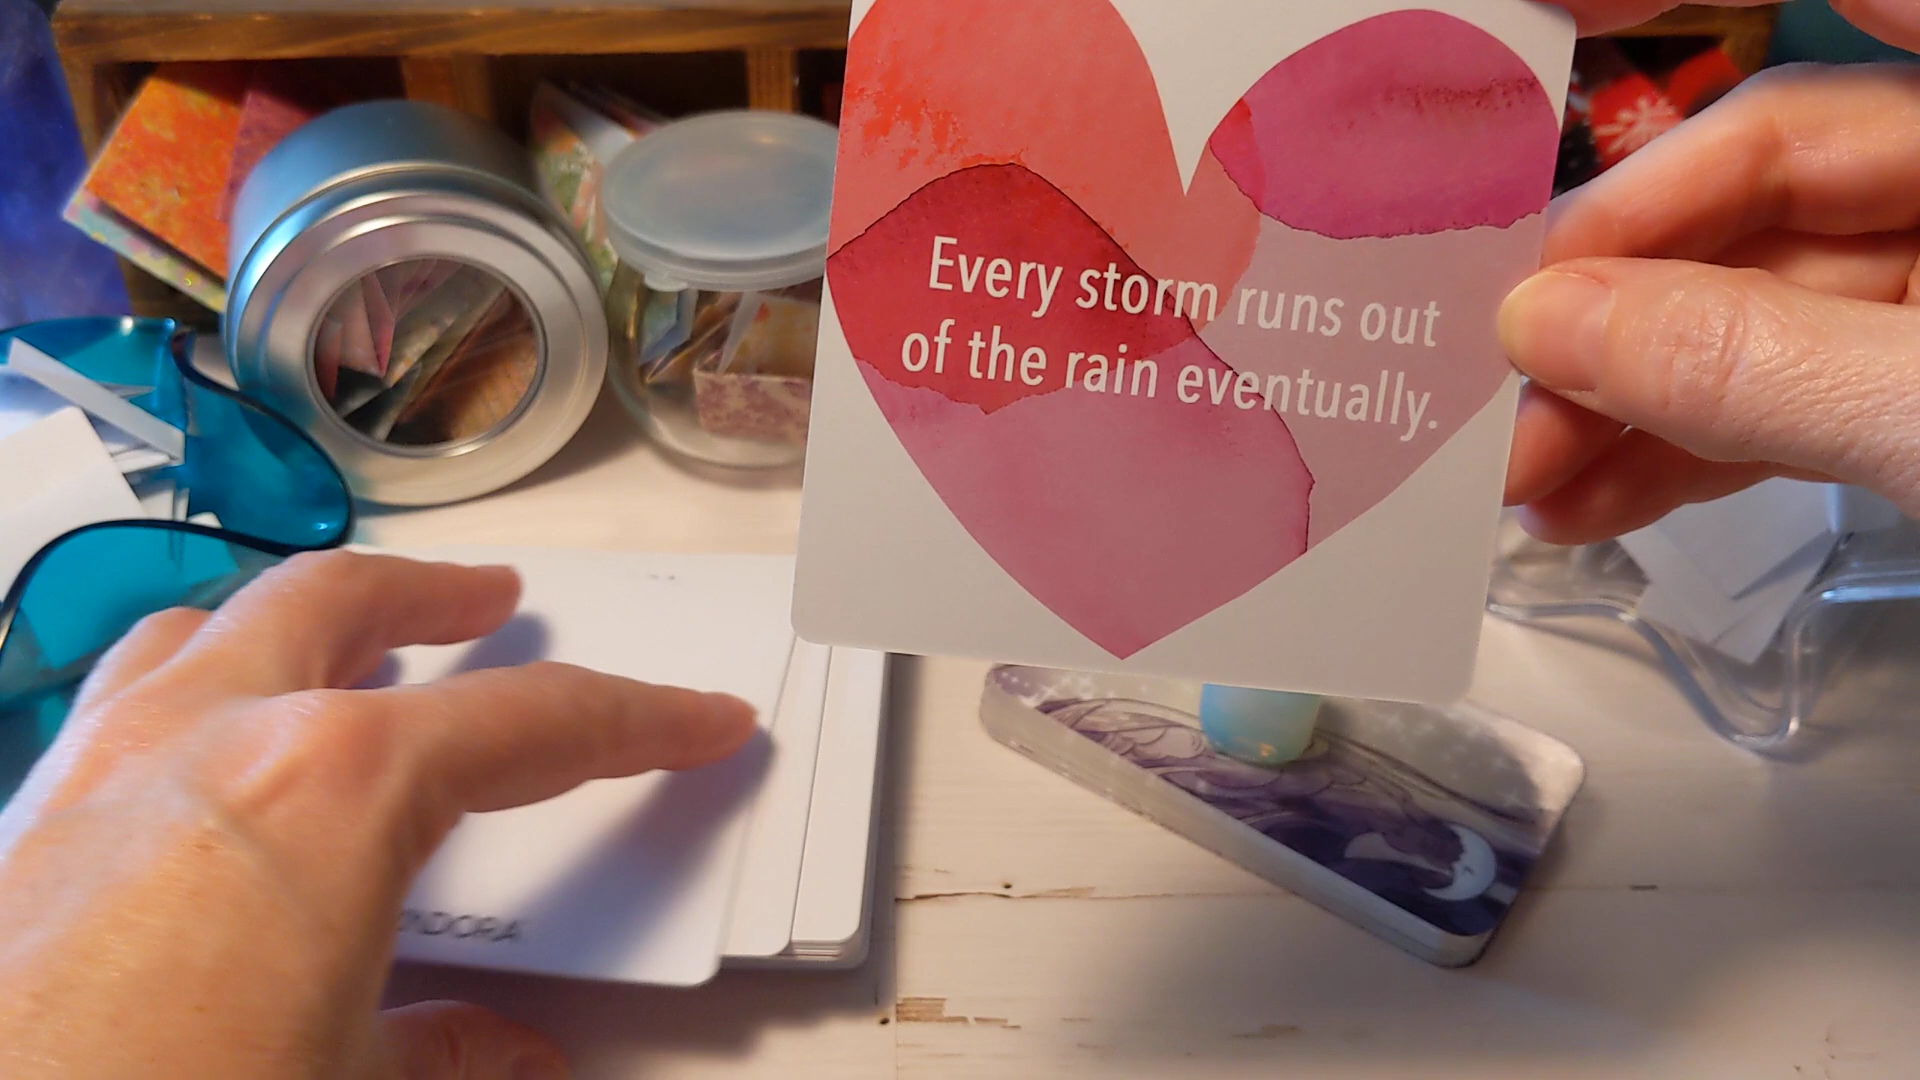 Every storm runs out
of the rain eventually.